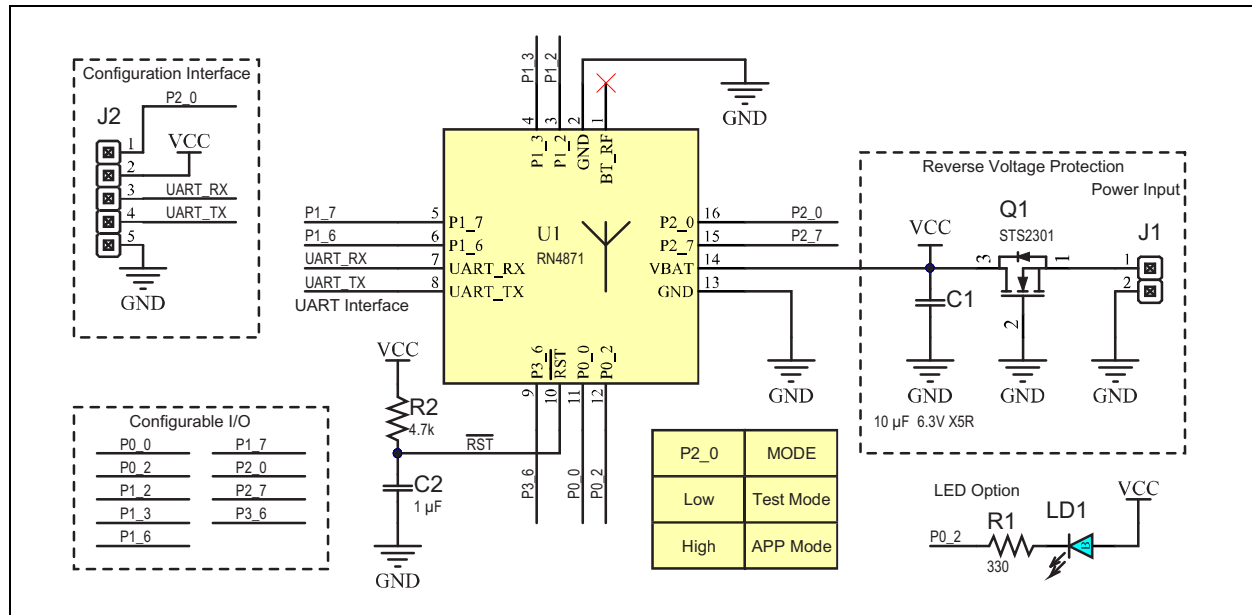 Configuration Interface
J2
P2_0
1
VCC
2
UART_RX
3
UART_TX
4
5
GND
P1_3
P1_2
4
3
2
1
P1_3
P1_2
GND
BT_RF
GND
P1_7
5
P1_7
P1_6
6
P1_6
UART_RX
7
UART_RX
UART_TX
8
UART_TX
UART Interface
U1
RN4871
P2_0
16
P2_0
P2_7
15
P2_7
VBAT
14
GND
13
GND
P3_6
RST
P0_0
P0_2
9
10
11
12
P3_6
P0_0
P0_2
VCC
R2
4.7k
RST
C2
1 µF
GND
Reverse Voltage Protection
Power Input
VCC
Q1
STS2301
J1
3
1
2
1
2
C1
GND
GND
GND
10 µF 6.3V X5R
Configurable I/O
P0_0
P1_7
P0_2
P2_0
P1_2
P2_7
P1_3
P3_6
P1_6
P2_0
MODE
Low
Test Mode
High
APP Mode
LED Option
VCC
R1
LD1
P0_2
330
B